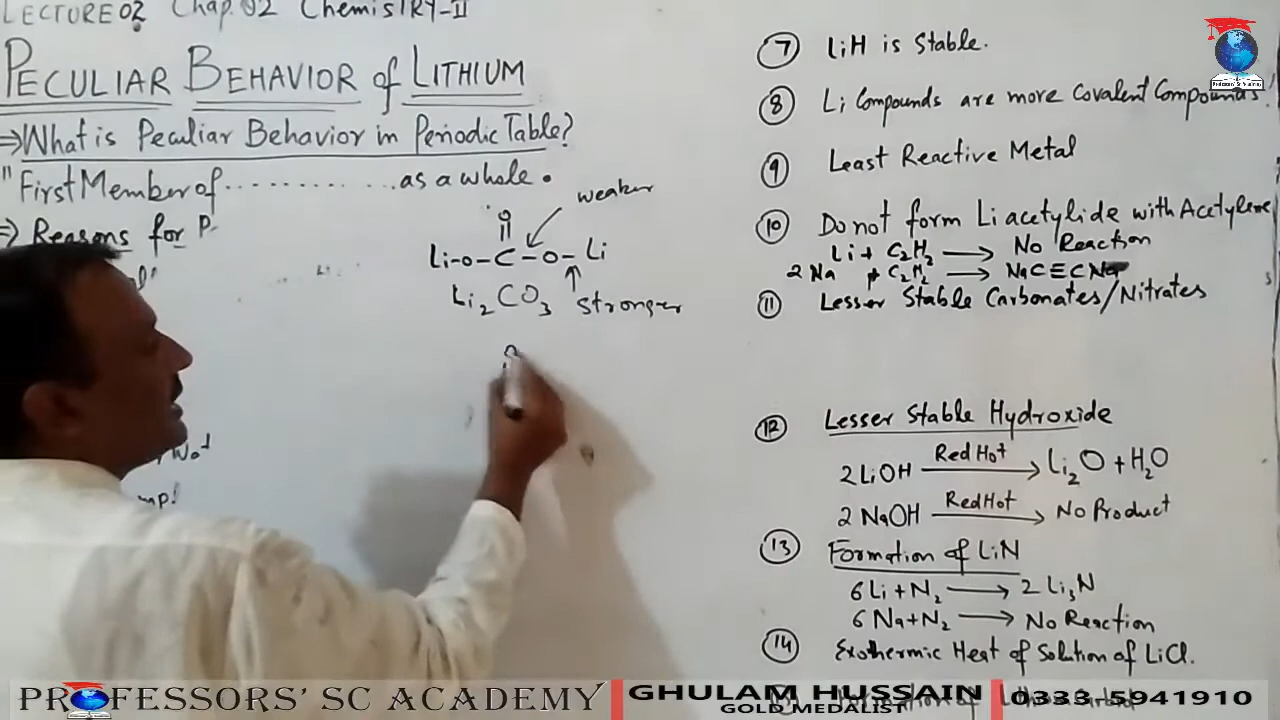 LECTURE 02 Chap. 02 Chemistry-II
PECULIAR BEHAVIOR of LITHIUM
⇒ What is Peculiar Behavior in Periodic Table?
"First Member of ............. as a whole.
⇒ Reasons for P
weaker
O
Li-O-C-O-Li
Li₂CO₃ stronger
⑦ LiH is Stable.
⑧ Li Compounds are more Covalent Compounds!
⑨ Least Reactive Metal
⑩ Do not form Li acetylide with Acetylene
Li + C₂H₂ → No Reaction
2Na + C₂H₂ → NaC≡CNa
⑪ Lesser Stable Carbonates/Nitrates
⑫ Lesser Stable Hydroxide
2LiOH Red Hot → Li₂O + H₂O
2NaOH Red Hot → No Product
⑬ Formation of LiN
6Li + N₂ → 2Li₃N
6Na + N₂ → No Reaction
⑭ Exothermic Heat of Solution of LiCl.
PROFESSORS' SC ACADEMY
GHULAM HUSSAIN
GOLD MEDALIST
0333 5941910